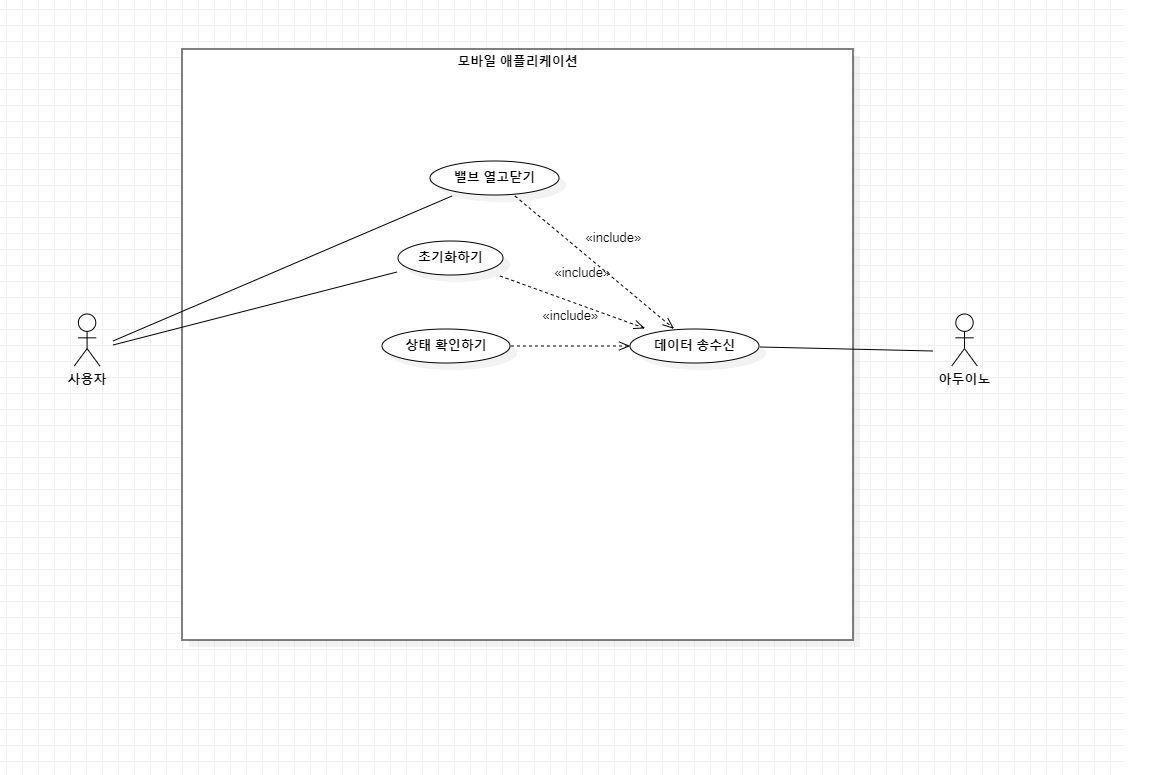 모바일 애플리케이션
밸브 열고닫기
«include»
초기화하기
«include»
«include»
상태 확인하기
데이터 송수신
사용자
아두이노